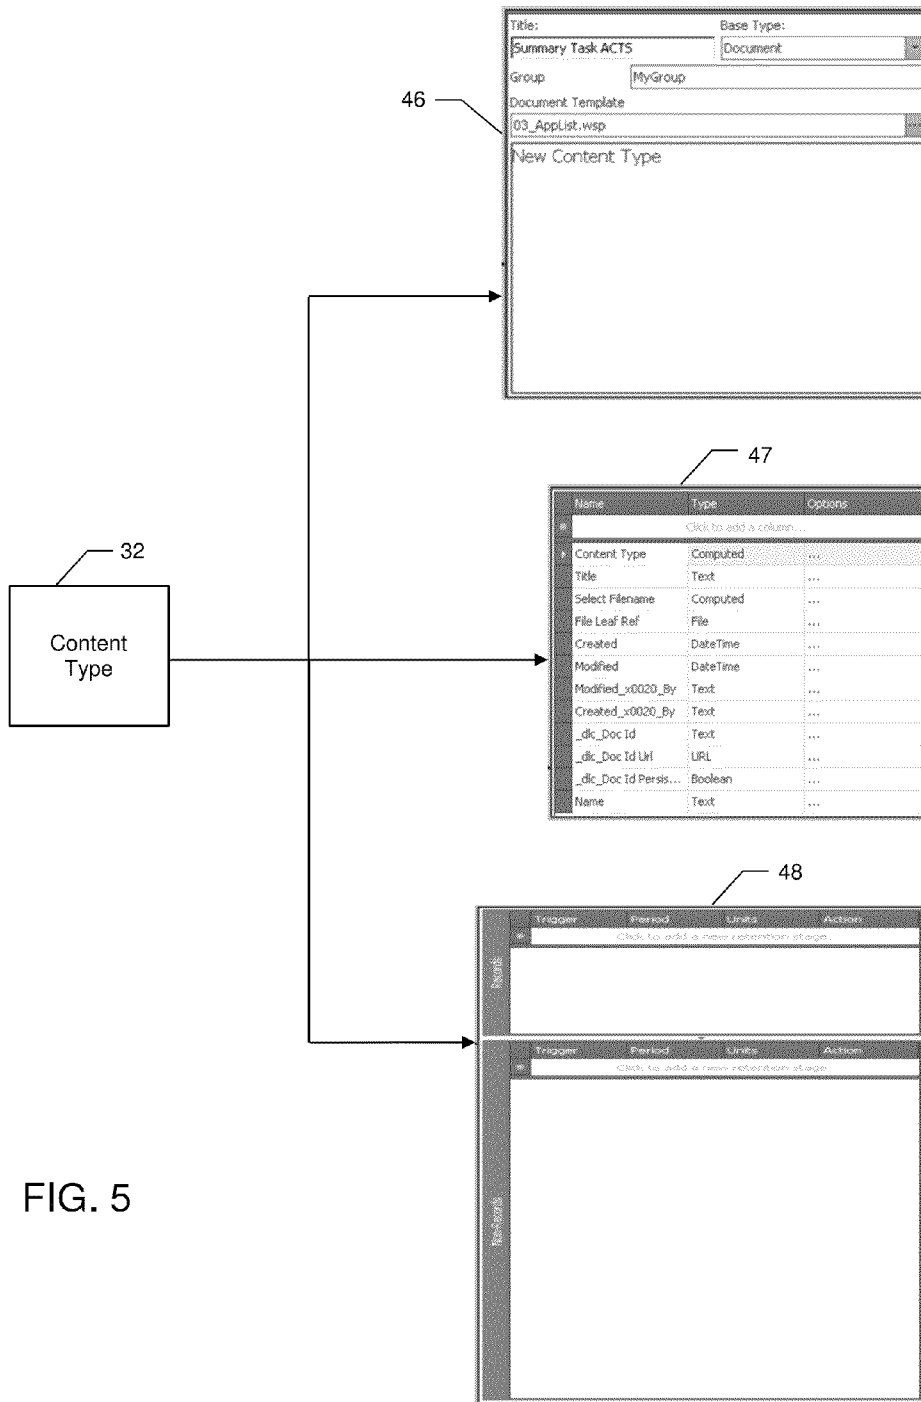 Title: Base Type:
Summary Task ACTS Document
Group MyGroup
46
Document Template
03_AppList.wsp ...
New Content Type
47
Name Type Options
Click to add a column...
Content Type Computed ...
Title Text ...
Select Filename Computed ...
File Leaf Ref File ...
Created DateTime ...
Modified DateTime ...
Modified_x0020_By Text ...
Created_x0020_By Text ...
_dlc_Doc Id Text ...
_dlc_Doc Id Url URL ...
_dlc_Doc Id Persis... Boolean ...
Name Text ...
32
Content
Type
48
Trigger Period Units Action
Click to add a new retention stage.
Records
Trigger Period Units Action
Click to add a new retention stage
Non-Records
FIG. 5